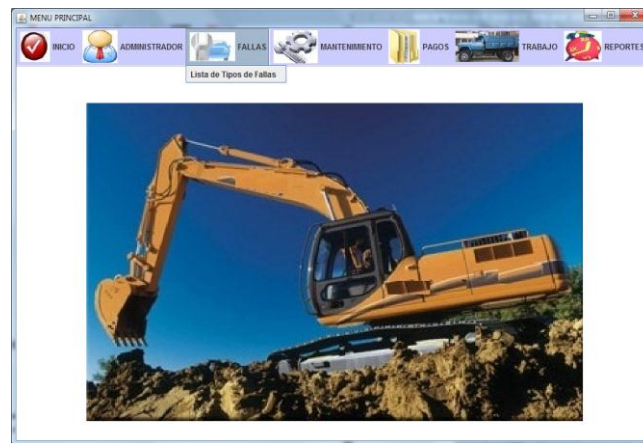 MENU PRINCIPAL
INICIO ADMINISTRADOR FALLAS MANTENIMIENTO PAGOS TRABAJO REPORTES
Lista de Tipos de Fallas